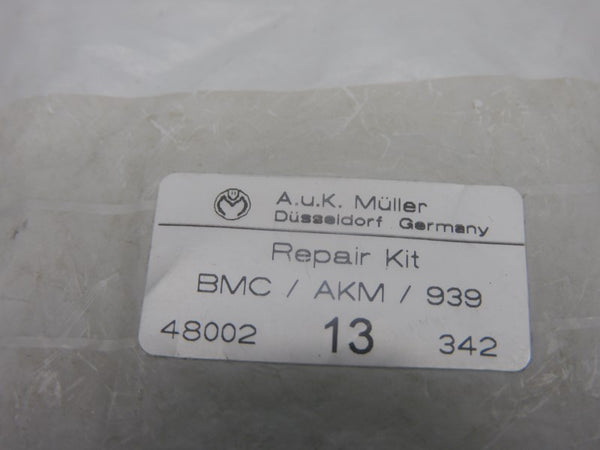 A.u.K. Müller
Düsseldorf Germany
Repair Kit
BMC / AKM / 939
48002 13 342